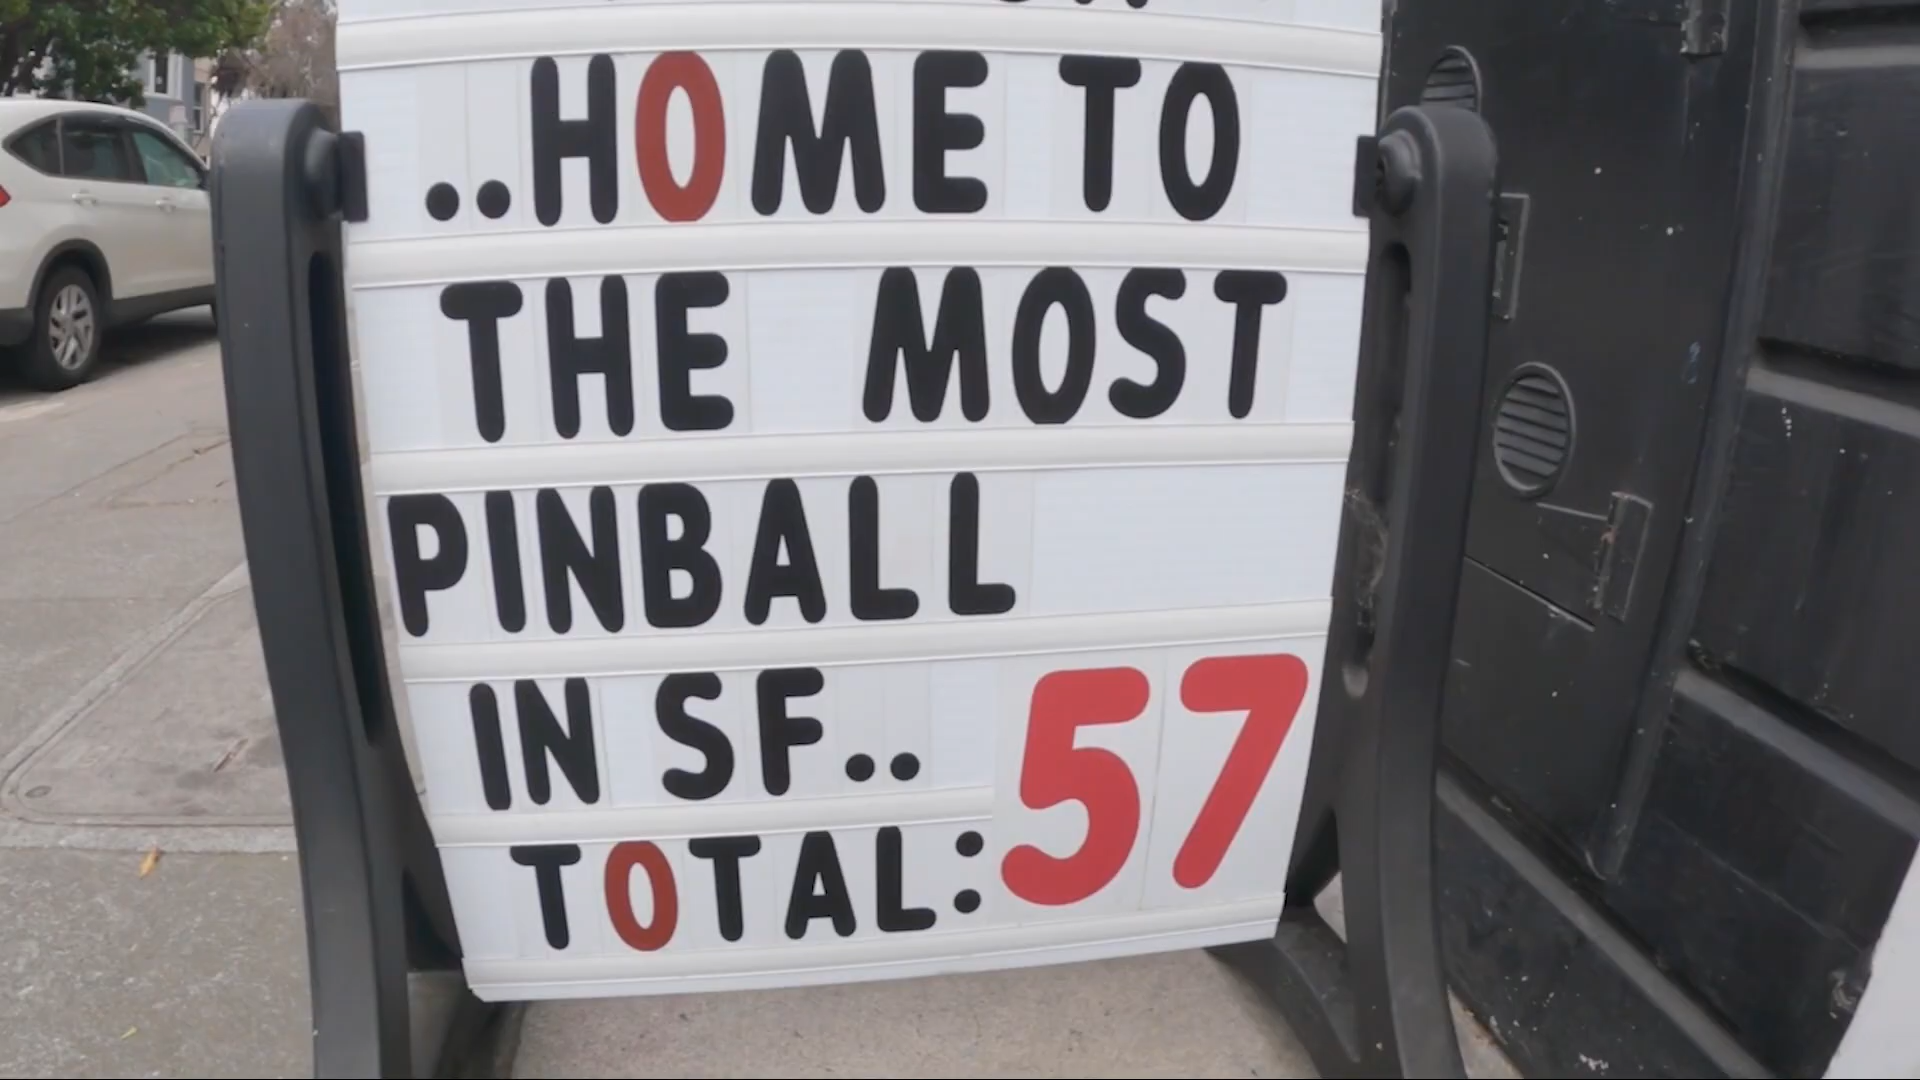 ..HOME TO
THE MOST
PINBALL
IN SF..
TOTAL: 57